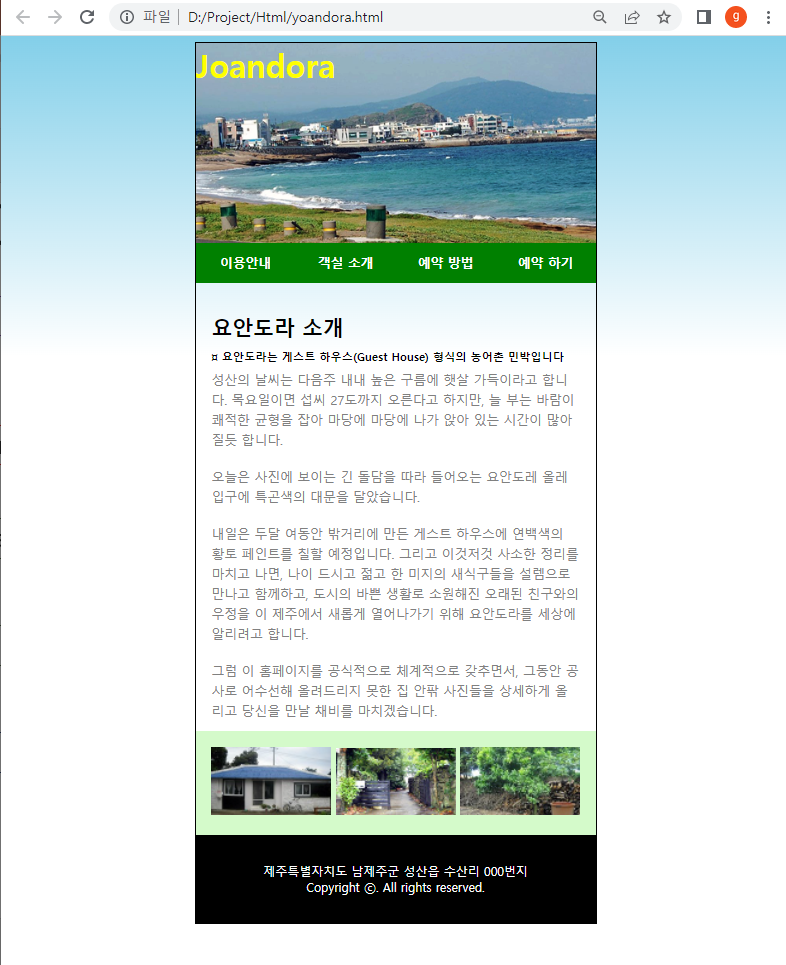 파일 D:/Project/Html/yoandora.html
g
Joandora
이용안내 객실 소개 예약 방법 예약 하기
요안도라 소개
¤ 요안도라는 게스트 하우스(Guest House) 형식의 농어촌 민박입니다
성산의 날씨는 다음주 내내 높은 구름에 햇살 가득이라고 합니
다. 목요일이면 섭씨 27도까지 오른다고 하지만, 늘 부는 바람이
쾌적한 균형을 잡아 마당에 마당에 나가 앉아 있는 시간이 많아
질듯 합니다.
오늘은 사진에 보이는 긴 돌담을 따라 들어오는 요안도레 올레
입구에 특곤색의 대문을 달았습니다.
내일은 두달 여동안 밖거리에 만든 게스트 하우스에 연백색의
황토 페인트를 칠할 예정입니다. 그리고 이것저것 사소한 정리를
마치고 나면, 나이 드시고 젊고 한 미지의 새식구들을 설렘으로
만나고 함께하고, 도시의 바쁜 생활로 소원해진 오래된 친구와의
우정을 이 제주에서 새롭게 열어나가기 위해 요안도라를 세상에
알리려고 합니다.
그럼 이 홈페이지를 공식적으로 체계적으로 갖추면서, 그동안 공
사로 어수선해 올려드리지 못한 집 안팎 사진들을 상세하게 올
리고 당신을 만날 채비를 마치겠습니다.
제주특별자치도 남제주군 성산읍 수산리 000번지
Copyright ⓒ. All rights reserved.